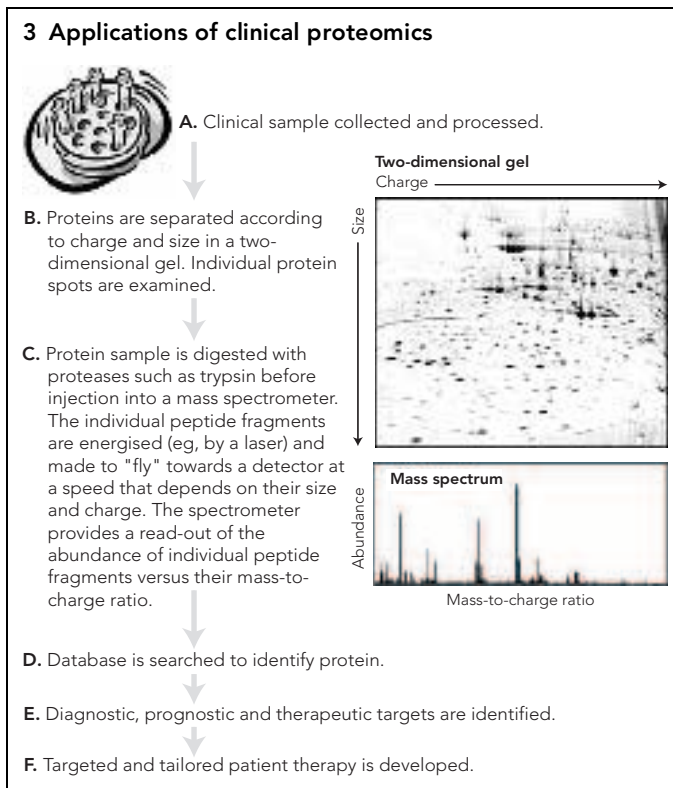 3 Applications of clinical proteomics
A. Clinical sample collected and processed.
Two-dimensional gel
Charge
Size
B. Proteins are separated according
to charge and size in a two-
dimensional gel. Individual protein
spots are examined.
C. Protein sample is digested with
proteases such as trypsin before
injection into a mass spectrometer.
The individual peptide fragments
are energised (eg, by a laser) and
made to "fly" towards a detector at
a speed that depends on their size
and charge. The spectrometer
provides a read-out of the
abundance of individual peptide
fragments versus their mass-to-
charge ratio.
Mass spectrum
Abundance
Mass-to-charge ratio
D. Database is searched to identify protein.
E. Diagnostic, prognostic and therapeutic targets are identified.
F. Targeted and tailored patient therapy is developed.